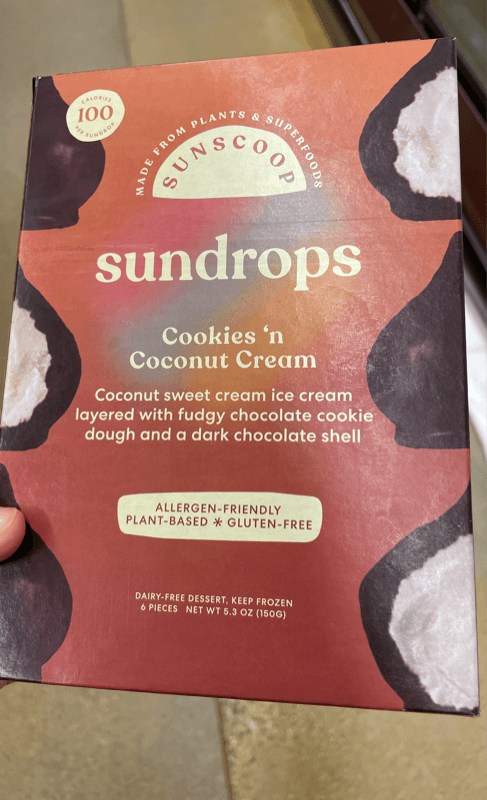 CALORIES
100
PER SUNDROP
MADE FROM PLANTS & SUPERFOODS
SUNSCOOP
sundrops
Cookies 'n
Coconut Cream
Coconut sweet cream ice cream
layered with fudgy chocolate cookie
dough and a dark chocolate shell
ALLERGEN-FRIENDLY
PLANT-BASED * GLUTEN-FREE
DAIRY-FREE DESSERT, KEEP FROZEN
6 PIECES NET WT 5.3 OZ (150G)